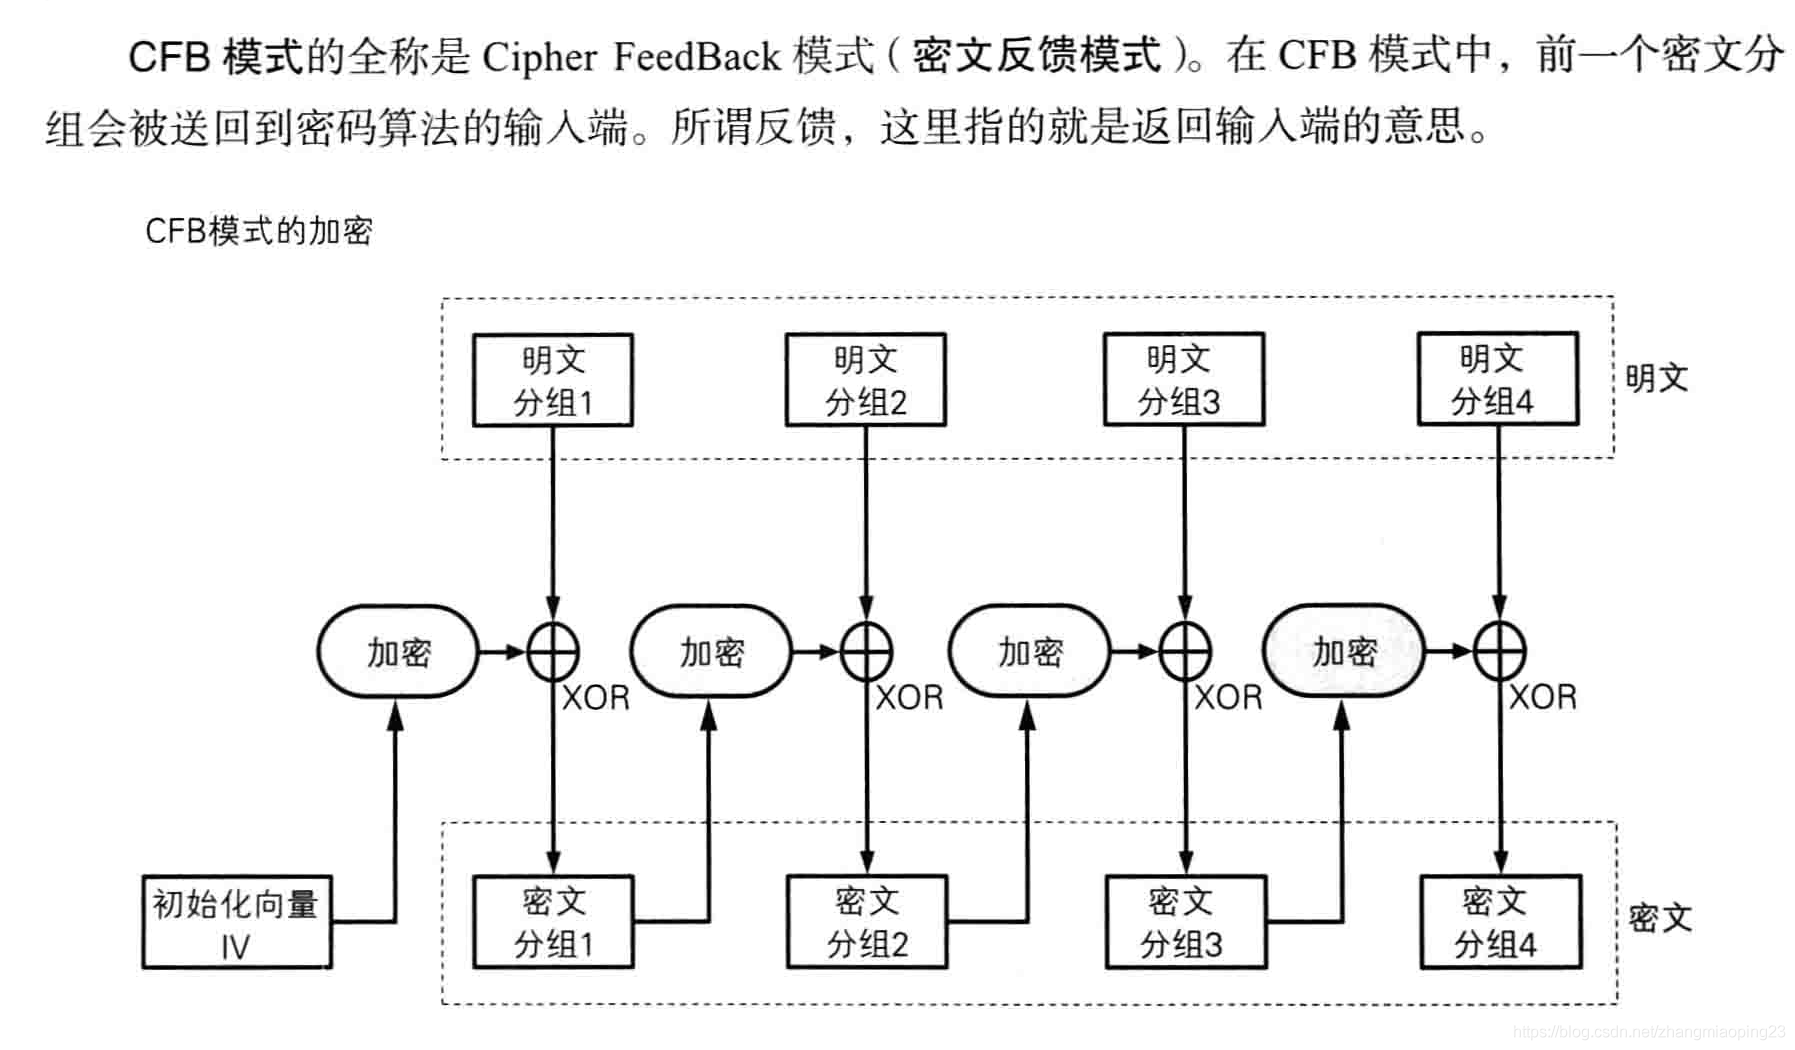 CFB 模式的全称是 Cipher FeedBack 模式（密文反馈模式）。在 CFB 模式中，前一个密文分
组会被送回到密码算法的输入端。所谓反馈，这里指的就是返回输入端的意思。
CFB模式的加密
明文
分组1
明文
分组2
明文
分组3
明文
分组4
明文
加密
XOR
加密
XOR
加密
XOR
加密
XOR
初始化向量
IV
密文
分组1
密文
分组2
密文
分组3
密文
分组4
密文
https://blog.csdn.net/zhangmiaoping23